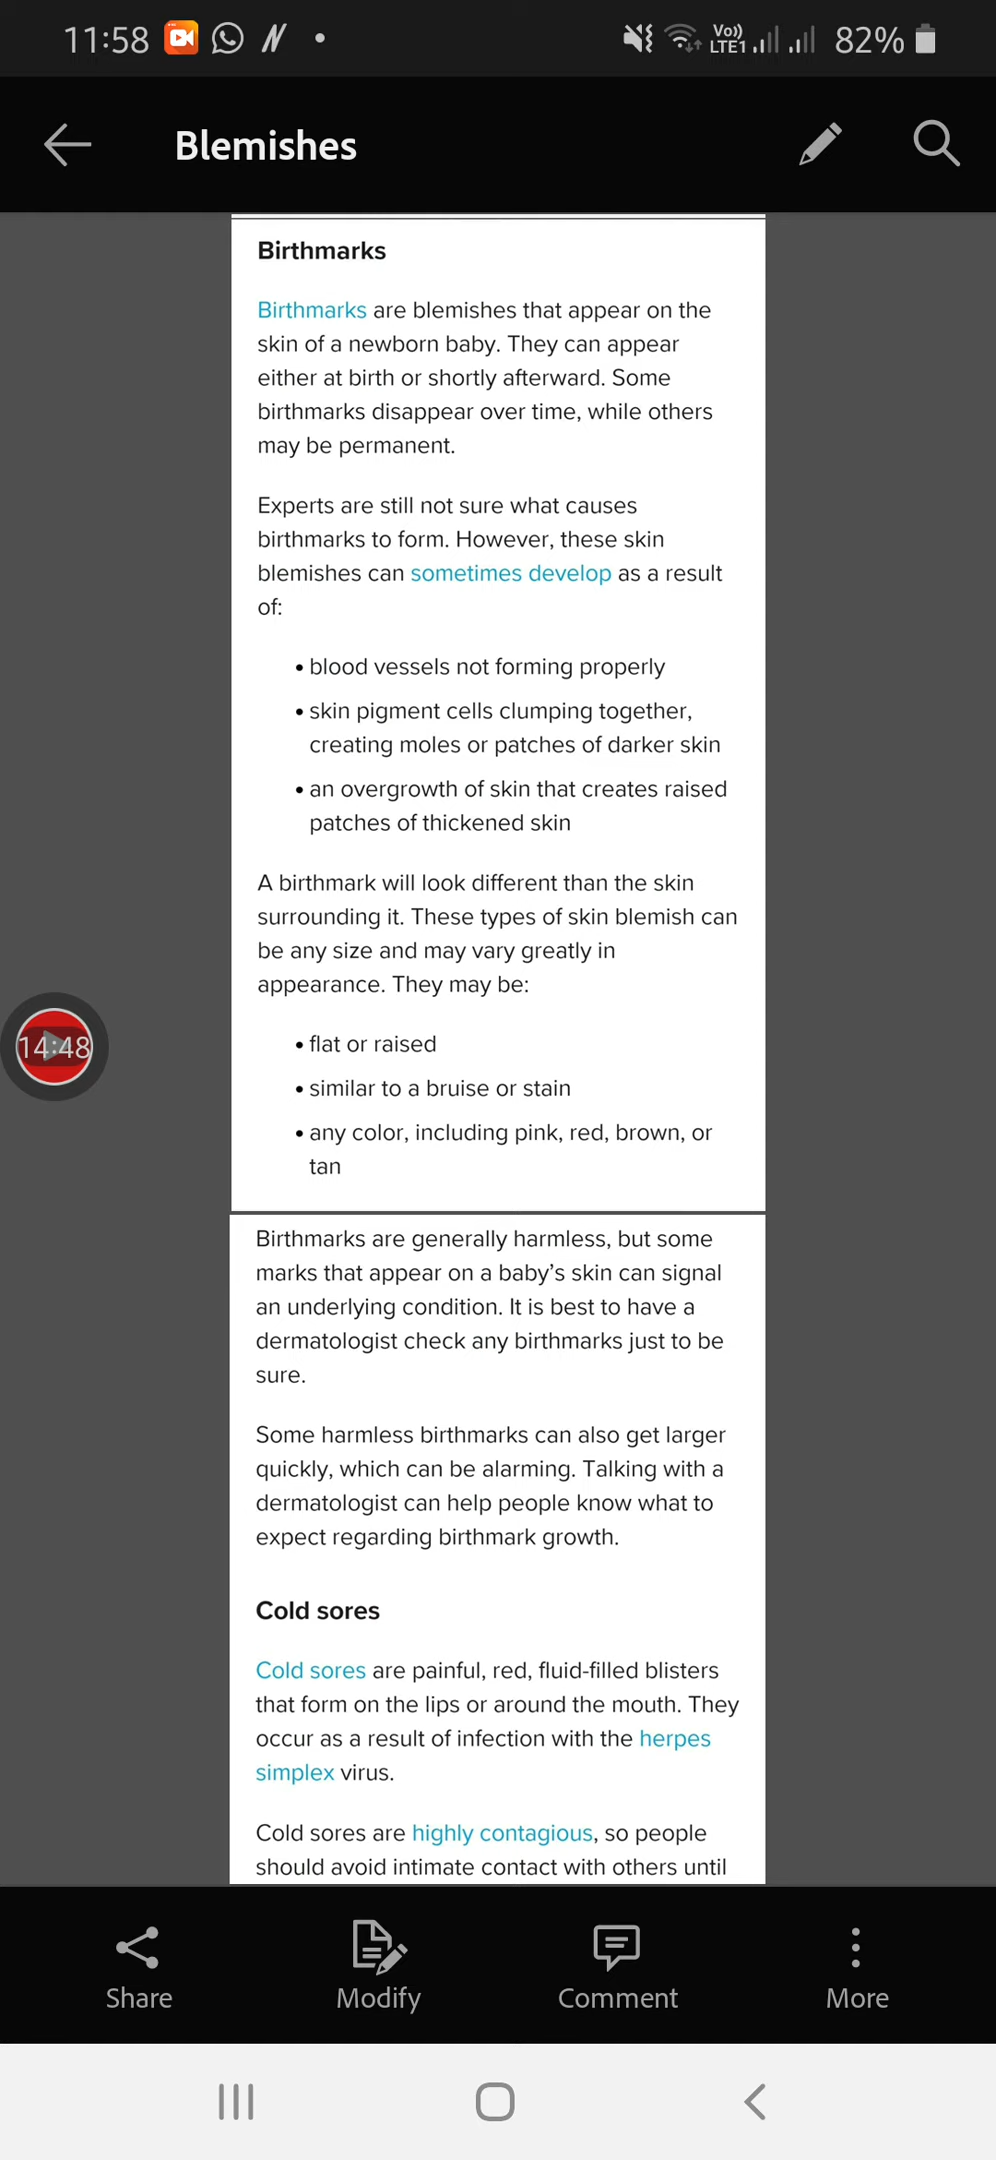 11:58
Vo))
LTE1
82%
Blemishes
Birthmarks
Birthmarks are blemishes that appear on the
skin of a newborn baby. They can appear
either at birth or shortly afterward. Some
birthmarks disappear over time, while others
may be permanent.
Experts are still not sure what causes
birthmarks to form. However, these skin
blemishes can sometimes develop as a result
of:
• blood vessels not forming properly
• skin pigment cells clumping together,
creating moles or patches of darker skin
• an overgrowth of skin that creates raised
patches of thickened skin
A birthmark will look different than the skin
surrounding it. These types of skin blemish can
be any size and may vary greatly in
appearance. They may be:
14:48
• flat or raised
• similar to a bruise or stain
• any color, including pink, red, brown, or
tan
Birthmarks are generally harmless, but some
marks that appear on a baby’s skin can signal
an underlying condition. It is best to have a
dermatologist check any birthmarks just to be
sure.
Some harmless birthmarks can also get larger
quickly, which can be alarming. Talking with a
dermatologist can help people know what to
expect regarding birthmark growth.
Cold sores
Cold sores are painful, red, fluid-filled blisters
that form on the lips or around the mouth. They
occur as a result of infection with the herpes
simplex virus.
Cold sores are highly contagious, so people
should avoid intimate contact with others until
Share
Modify
Comment
More